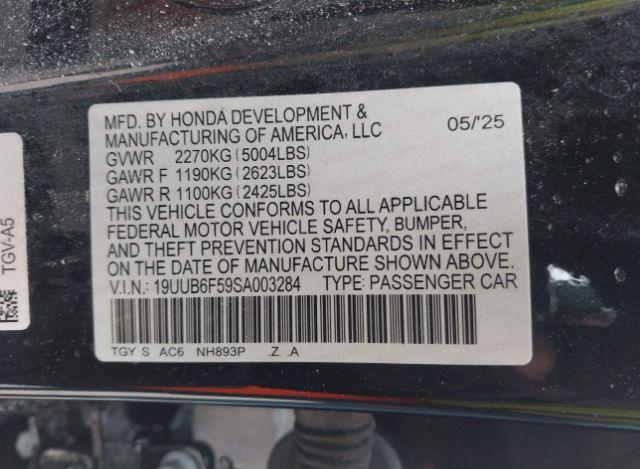 MFD. BY HONDA DEVELOPMENT &
MANUFACTURING OF AMERICA, LLC 05/'25
GVWR 2270KG (5004LBS)
GAWR F 1190KG (2623LBS)
GAWR R 1100KG (2425LBS)
THIS VEHICLE CONFORMS TO ALL APPLICABLE
FEDERAL MOTOR VEHICLE SAFETY, BUMPER,
AND THEFT PREVENTION STANDARDS IN EFFECT
ON THE DATE OF MANUFACTURE SHOWN ABOVE.
V.I.N.: 19UUB6F59SA003284 TYPE: PASSENGER CAR
TGY S AC6 NH893P .Z .A
TGV-A5